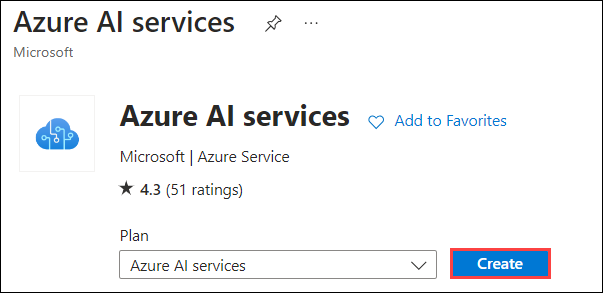 Azure AI services ...
Microsoft
Azure AI services Add to Favorites
Microsoft | Azure Service
★ 4.3 (51 ratings)
Plan
Azure AI services Create